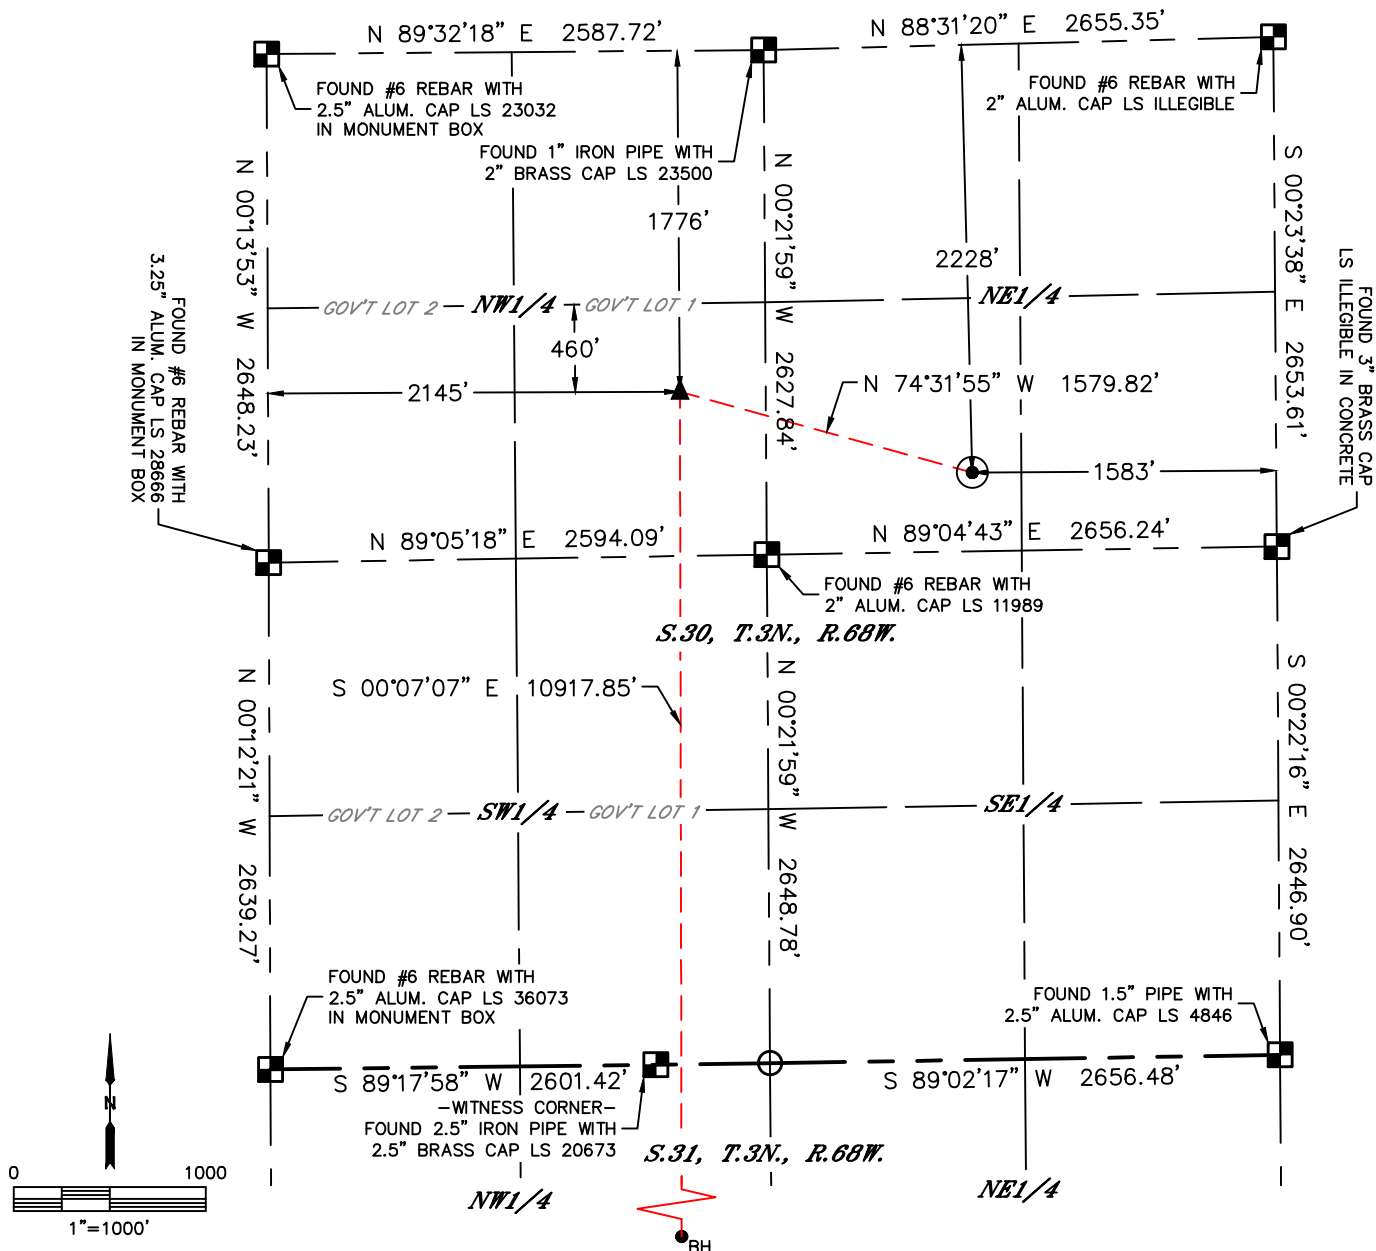 N 89°32'18" E 2587.72'
N 88°31'20" E 2655.35'
FOUND #6 REBAR WITH
2.5" ALUM. CAP LS 23032
IN MONUMENT BOX
FOUND #6 REBAR WITH
2" ALUM. CAP LS ILLEGIBLE
FOUND 1" IRON PIPE WITH
2" BRASS CAP LS 23500
N 00°13'53" W 2648.23'
1776'
N 00°21'59" W 2627.84'
2228'
S 00°23'38" E 2653.61'
FOUND 3" BRASS CAP
LS ILLEGIBLE IN CONCRETE
FOUND #6 REBAR WITH
3.25" ALUM. CAP LS 28666
IN MONUMENT BOX
GOV'T LOT 2
NW1/4
GOV'T LOT 1
NE1/4
460'
2145'
N 74°31'55" W 1579.82'
1583'
N 89°05'18" E 2594.09'
N 89°04'43" E 2656.24'
FOUND #6 REBAR WITH
2" ALUM. CAP LS 11989
S.30, T.3N., R.68W.
S 00°07'07" E 10917.85'
N 00°12'21" W 2639.27'
N 00°21'59" W 2648.78'
S 00°22'16" E 2646.90'
GOV'T LOT 2
SW1/4
GOV'T LOT 1
SE1/4
FOUND #6 REBAR WITH
2.5" ALUM. CAP LS 36073
IN MONUMENT BOX
FOUND 1.5" PIPE WITH
2.5" ALUM. CAP LS 4846
S 89°17'58" W 2601.42'
S 89°02'17" W 2656.48'
-WITNESS CORNER-
FOUND 2.5" IRON PIPE WITH
2.5" BRASS CAP LS 20673
S.31, T.3N., R.68W.
NW1/4
NE1/4
N
0 1000
1"=1000'
BH